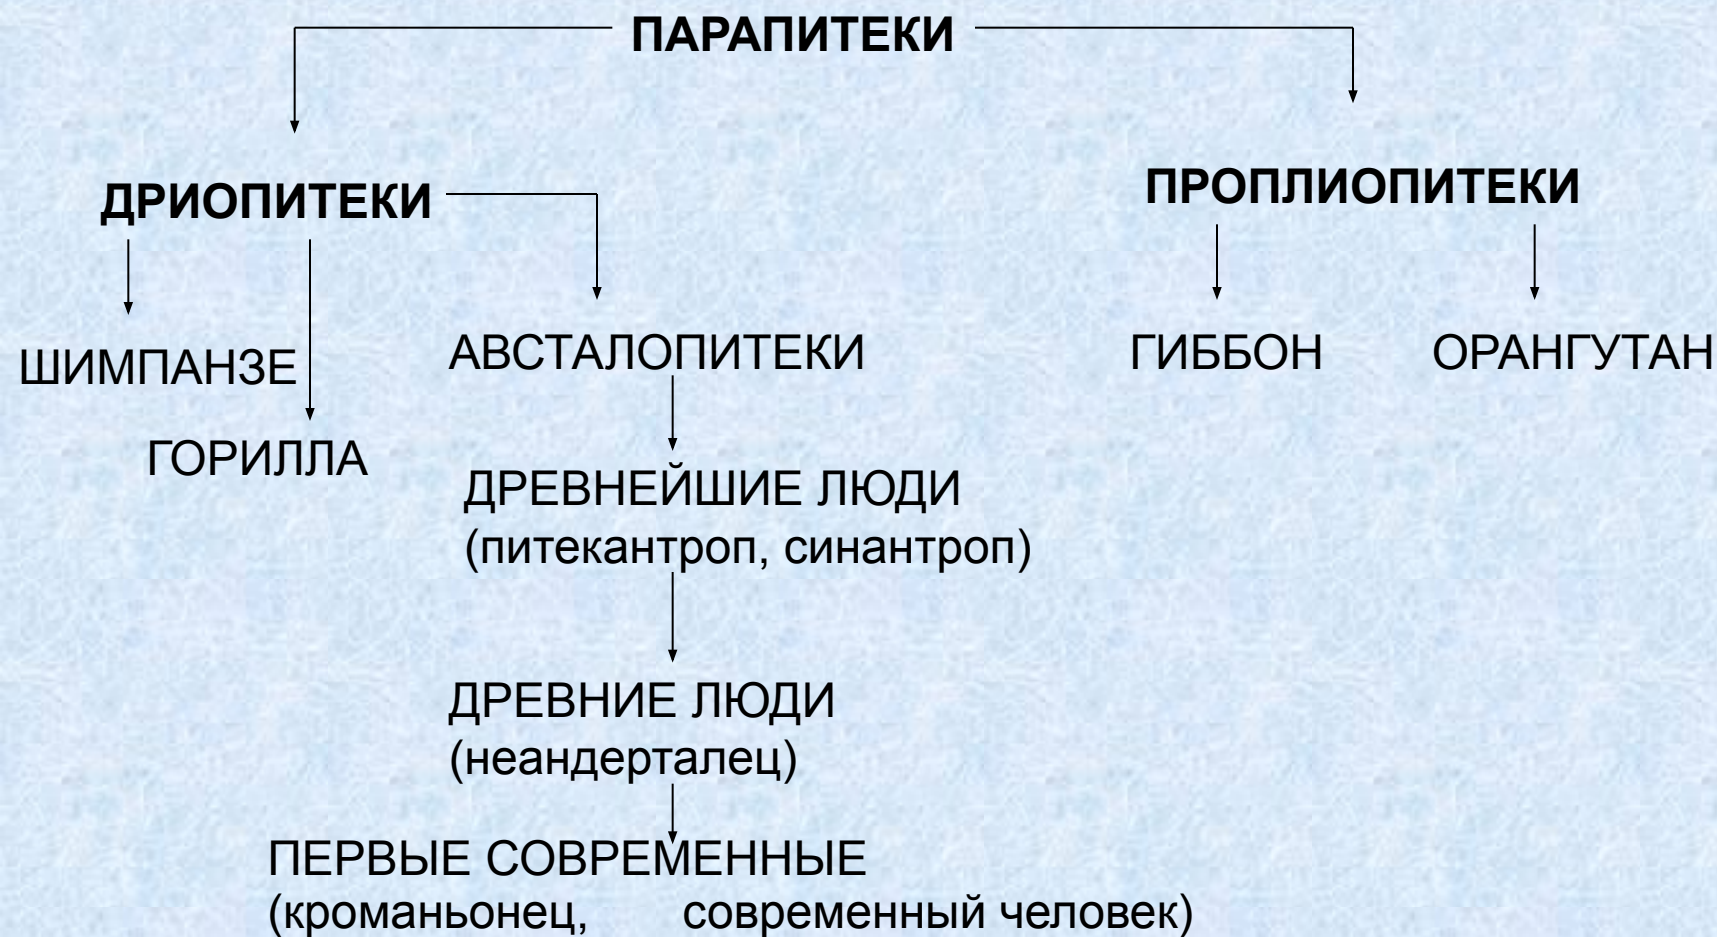 ПАРАПИТЕКИ
ДРИОПИТЕКИ
ПРОПЛИОПИТЕКИ
ШИМПАНЗЕ
ГОРИЛЛА
АВСТАЛОПИТЕКИ
ГИББОН
ОРАНГУТАН
ДРЕВНЕЙШИЕ ЛЮДИ
(питекантроп, синантроп)
ДРЕВНИЕ ЛЮДИ
(неандерталец)
ПЕРВЫЕ СОВРЕМЕННЫЕ
(кроманьонец, современный человек)